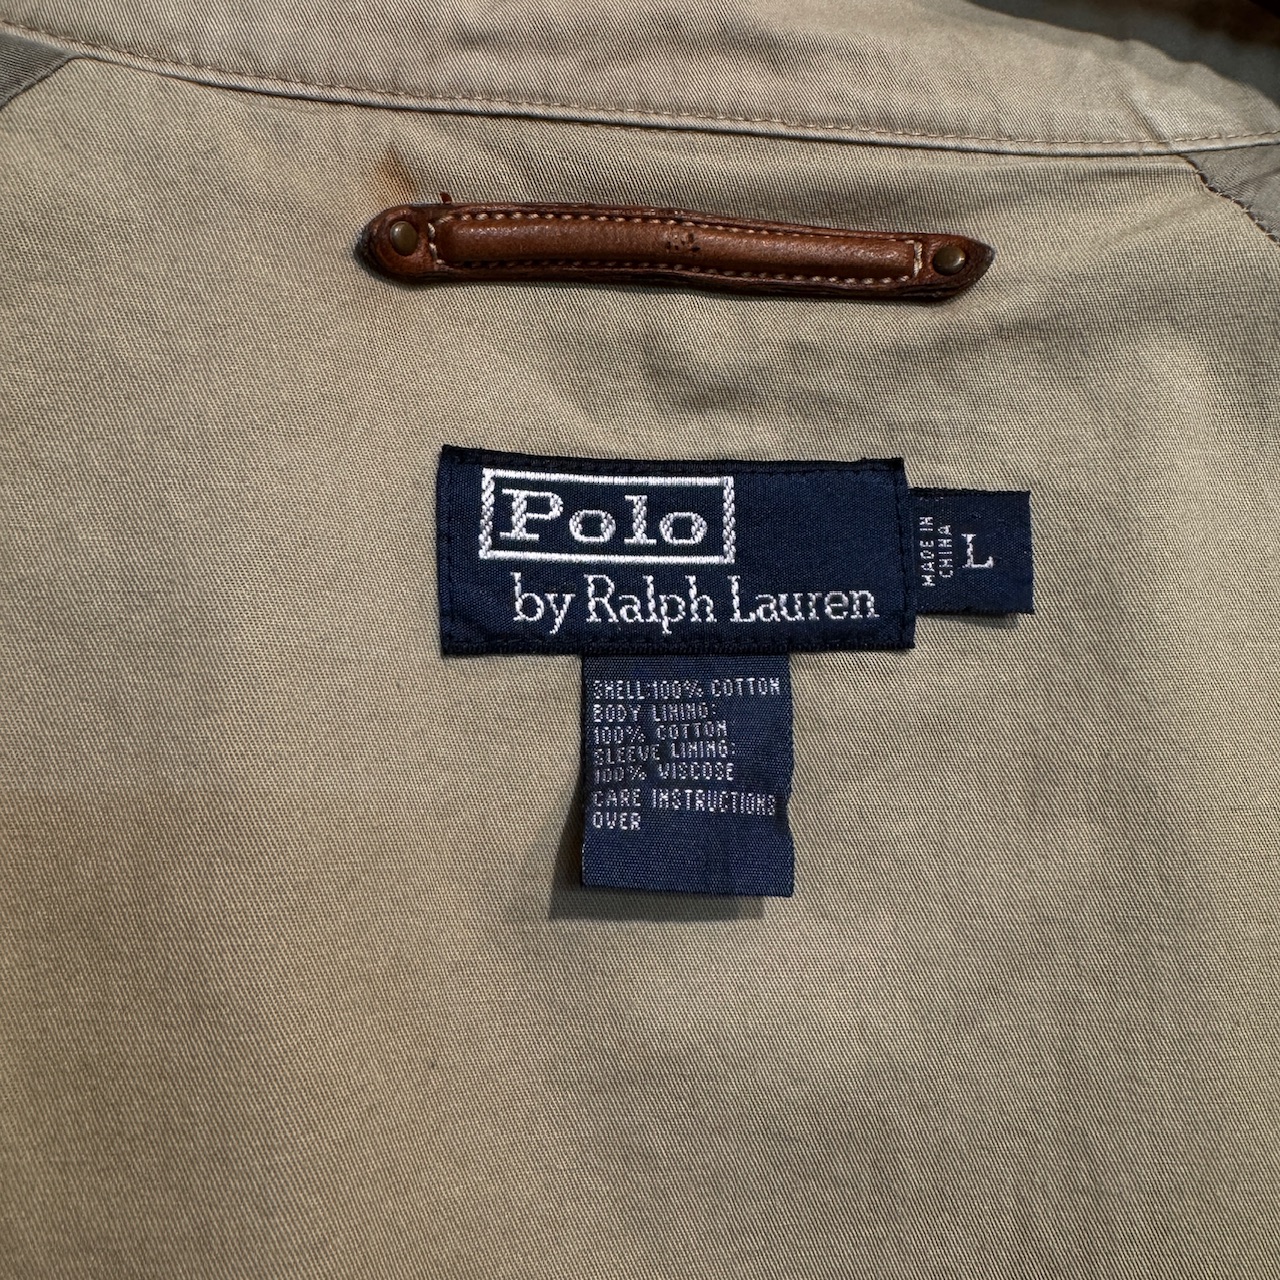 Polo
by Ralph Lauren
MADE IN
CHINA
L
SHELL:100% COTTON
BODY LINING:
100% COTTON
SLEEVE LINING:
100% VISCOSE
CARE INSTRUCTIONS
OVER